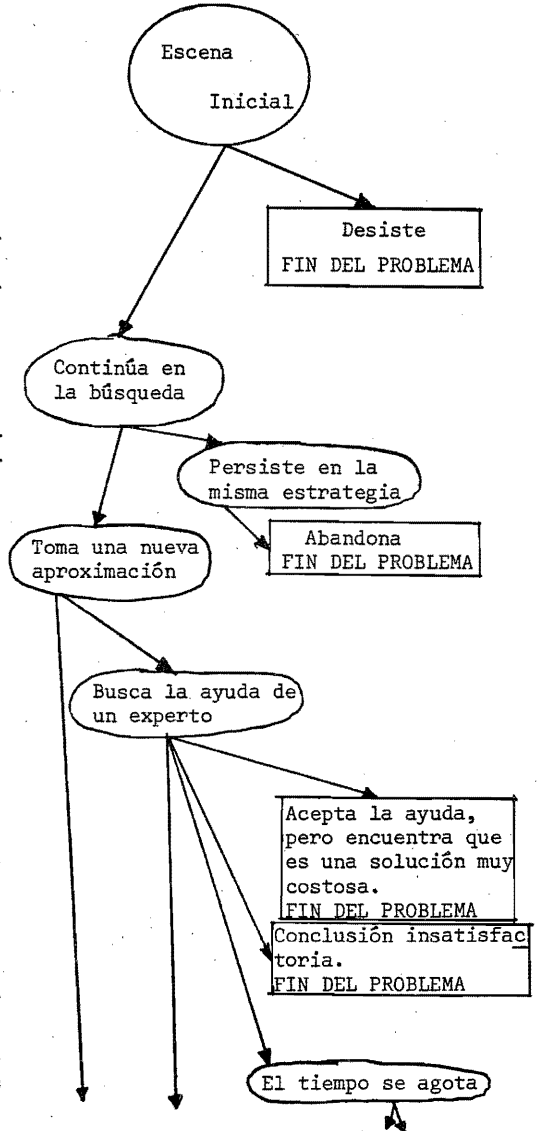 Escena
Inicial
Desiste
FIN DEL PROBLEMA
Continúa en
la búsqueda
Persiste en la
misma estrategia
Abandona
FIN DEL PROBLEMA
Toma una nueva
aproximación
Busca la ayuda de
un experto
Acepta la ayuda,
pero encuentra que
es una solución muy
costosa.
FIN DEL PROBLEMA
Conclusión insatisfac
toria.
FIN DEL PROBLEMA
El tiempo se agota